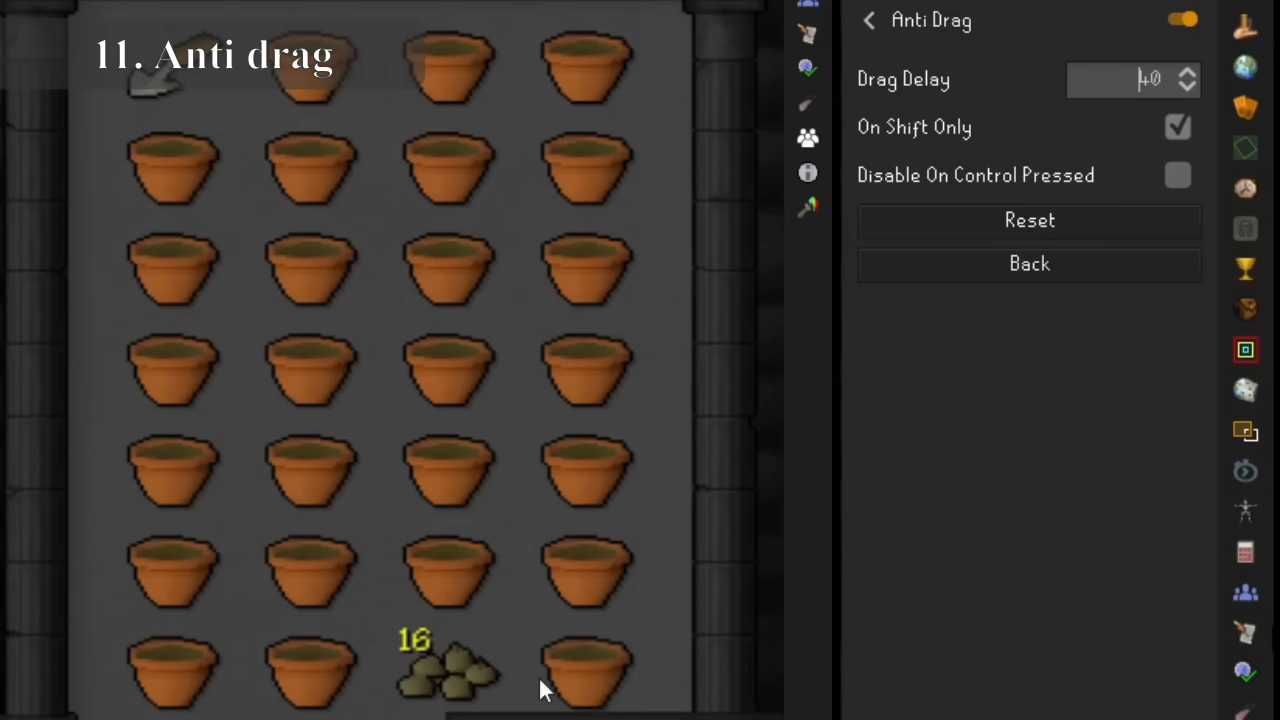 11. Anti drag
Anti Drag
Drag Delay
40
On Shift Only
Disable On Control Pressed
Reset
Back
16